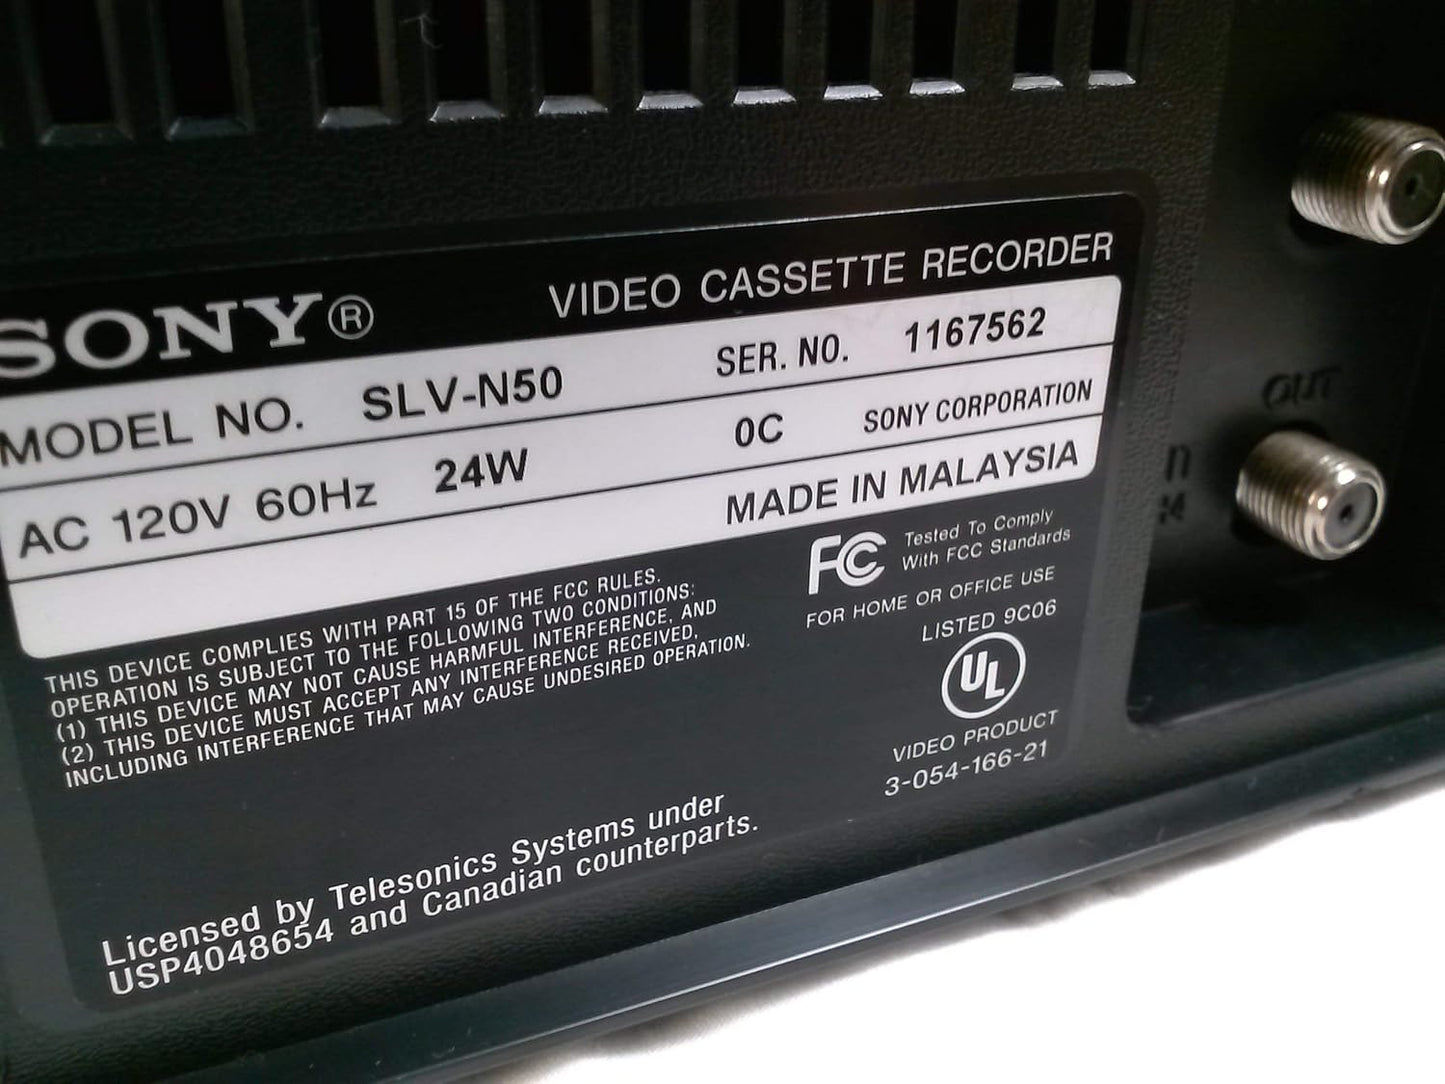 SONY®
VIDEO CASSETTE RECORDER
MODEL NO. SLV-N50 SER. NO. 1167562
AC 120V 60Hz 24W 0C SONY CORPORATION
MADE IN MALAYSIA
THIS DEVICE COMPLIES WITH PART 15 OF THE FCC RULES.
OPERATION IS SUBJECT TO THE FOLLOWING TWO CONDITIONS:
(1) THIS DEVICE MAY NOT CAUSE HARMFUL INTERFERENCE, AND
(2) THIS DEVICE MUST ACCEPT ANY INTERFERENCE RECEIVED,
INCLUDING INTERFERENCE THAT MAY CAUSE UNDESIRED OPERATION.
FC Tested To Comply
With FCC Standards
FOR HOME OR OFFICE USE
LISTED 9C06
UL
VIDEO PRODUCT
3-054-166-21
Licensed by Telesonics Systems under
USP4048654 and Canadian counterparts.
OUT